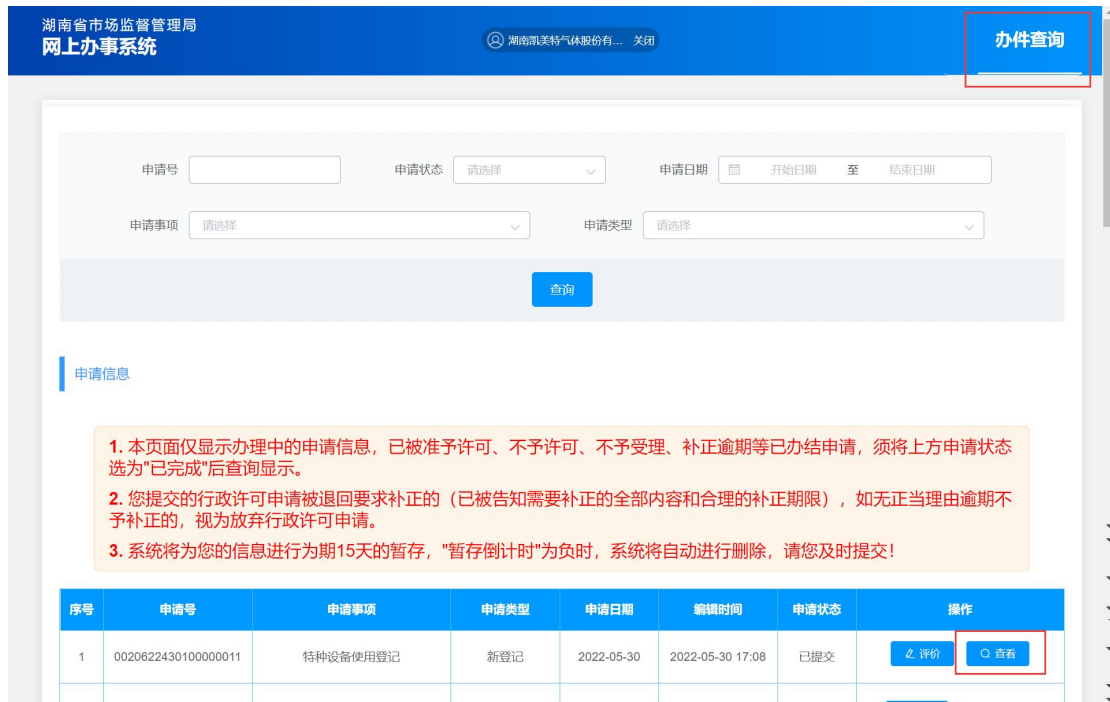 湖南省市场监督管理局
网上办事系统
湖南凯美特气体股份有... 关闭
办件查询
申请号
申请状态 请选择
申请日期 开始日期 至 结束日期
申请事项 请选择
申请类型 请选择
查询
申请信息
1. 本页面仅显示办理中的申请信息，已被准予许可、不予许可、不予受理、补正逾期等已办结申请，须将上方申请状态
选为"已完成"后查询显示。
2. 您提交的行政许可申请被退回要求补正的（已被告知需要补正的全部内容和合理的补正期限），如无正当理由逾期不
予补正的，视为放弃行政许可申请。
3. 系统将为您的信息进行为期15天的暂存，"暂存倒计时"为负时，系统将自动进行删除，请您及时提交！
序号 申请号 申请事项 申请类型 申请日期 编辑时间 申请状态 操作
1 0020622430100000011 特种设备使用登记 新登记 2022-05-30 2022-05-30 17:08 已提交 评价 查看